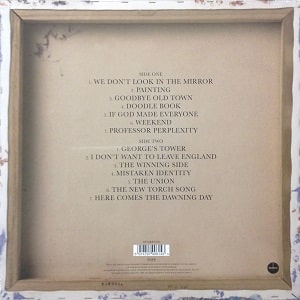 SIDE ONE
1. WE DON'T LOOK IN THE MIRROR
2. PAINTING
3. GOODBYE OLD TOWN
4. DOODLE BOOK
5. IF GOD MADE EVERYONE
6. WEEKEND
7. PROFESSOR PERPLEXITY
SIDE TWO
1. GEORGE'S TOWER
2. I DON'T WANT TO LEAVE ENGLAND
3. THE WINNING SIDE
4. MISTAKEN IDENTITY
5. THE UNION
6. THE NEW TORCH SONG
7. HERE COMES THE DAWNING DAY